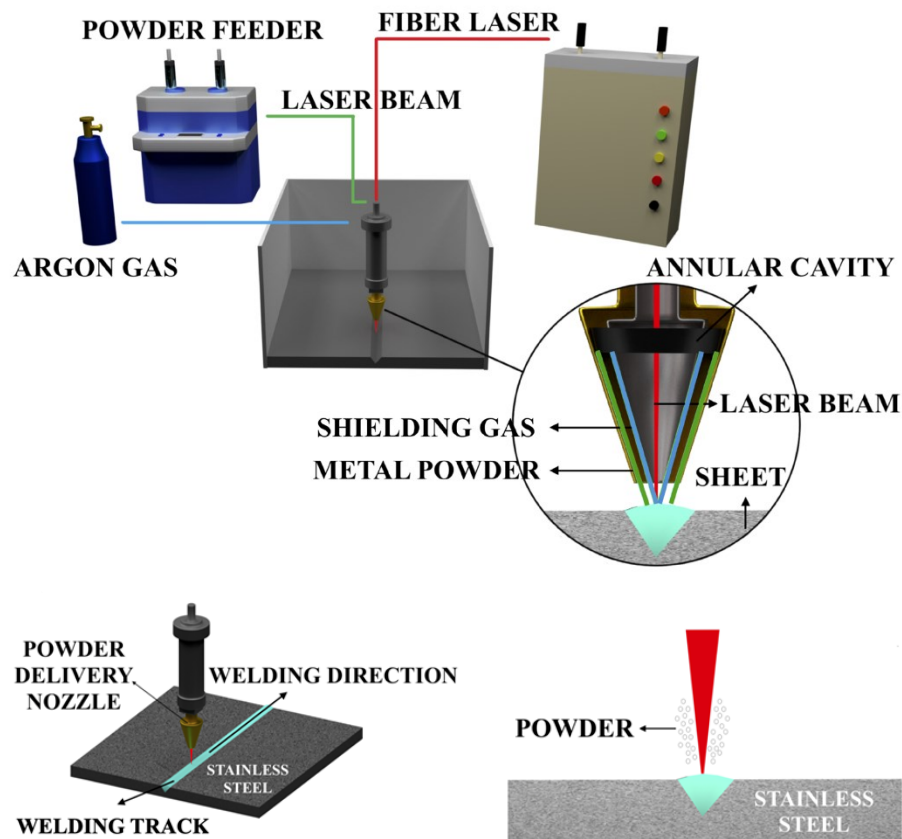 FIBER LASER
POWDER FEEDER
LASER BEAM
ARGON GAS
ANNULAR CAVITY
LASER BEAM
SHIELDING GAS
METAL POWDER
SHEET
POWDER
DELIVERY
NOZZLE
WELDING DIRECTION
STAINLESS
STEEL
WELDING TRACK
POWDER
STAINLESS
STEEL